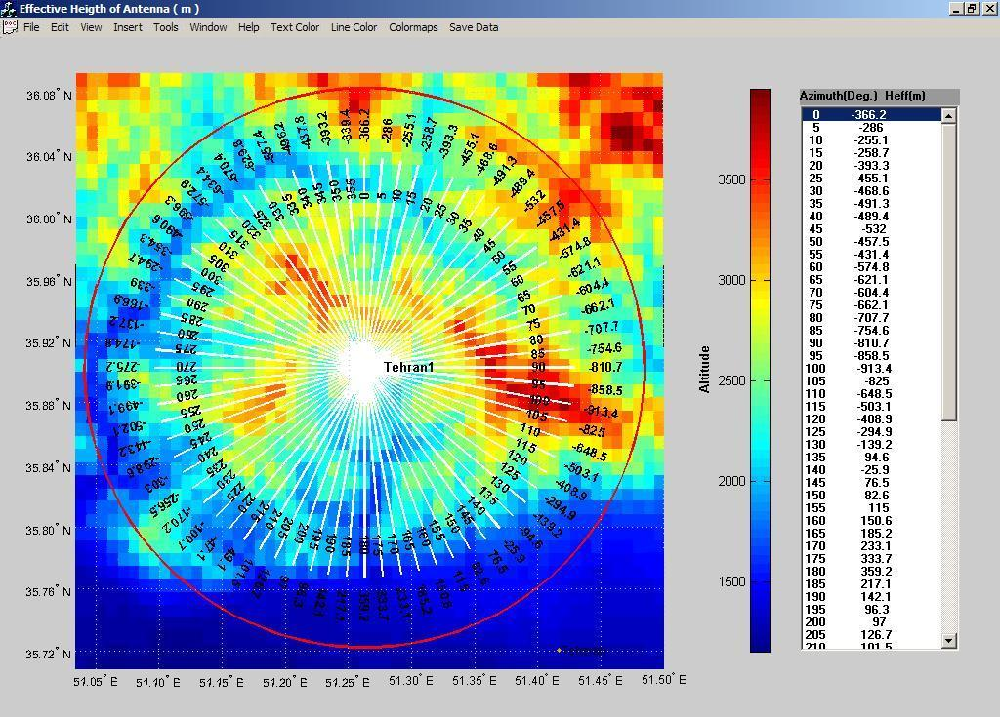 Effective Heigth of Antenna ( m )
File Edit View Insert Tools Window Help Text Color Line Color Colormaps Save Data
36.08° N
36.04° N
36.00° N
35.96° N
35.92° N
35.88° N
35.84° N
35.80° N
35.76° N
35.72° N
51.05° E 51.10° E 51.15° E 51.20° E 51.25° E 51.30° E 51.35° E 51.40° E 51.45° E 51.50° E
-366.2 -286 -255.1 -258.7 -393.3 -455.1 -468.6 -491.3 -489.4 -532 -457.5 -431.4 -574.8 -621.1 -604.4 -662.1 -707.7 -754.6 -810.7 -858.5 -913.4 -825 -648.5 -503.1 -408.9 -294.9 -139.2 -94.6 -25.9 76.5 82.6 115 150.6 185.2 233.1 333.7 359.2 217.1 142.1 96.3 97 126.7 101.5 49.1
0 5 10 15 20 25 30 35 40 45 50 55 60 65 70 75 80 85 90 95 100 105 110 115 120 125 130 135 140 145 150 155 160 165 170 175 180 185 190 195 200 205 210 215 220 225 230 235 240 245 250 255 260 265 270 275 280 285 290 295 300 305 310 315 320 325 330 335 340 345 350 355
Tehran1
Altitude
3500
3000
2500
2000
1500
Azimuth(Deg.) Heff(m)
0 -366.2
5 -286
10 -255.1
15 -258.7
20 -393.3
25 -455.1
30 -468.6
35 -491.3
40 -489.4
45 -532
50 -457.5
55 -431.4
60 -574.8
65 -621.1
70 -604.4
75 -662.1
80 -707.7
85 -754.6
90 -810.7
95 -858.5
100 -913.4
105 -825
110 -648.5
115 -503.1
120 -408.9
125 -294.9
130 -139.2
135 -94.6
140 -25.9
145 76.5
150 82.6
155 115
160 150.6
165 185.2
170 233.1
175 333.7
180 359.2
185 217.1
190 142.1
195 96.3
200 97
205 126.7
210 101.5